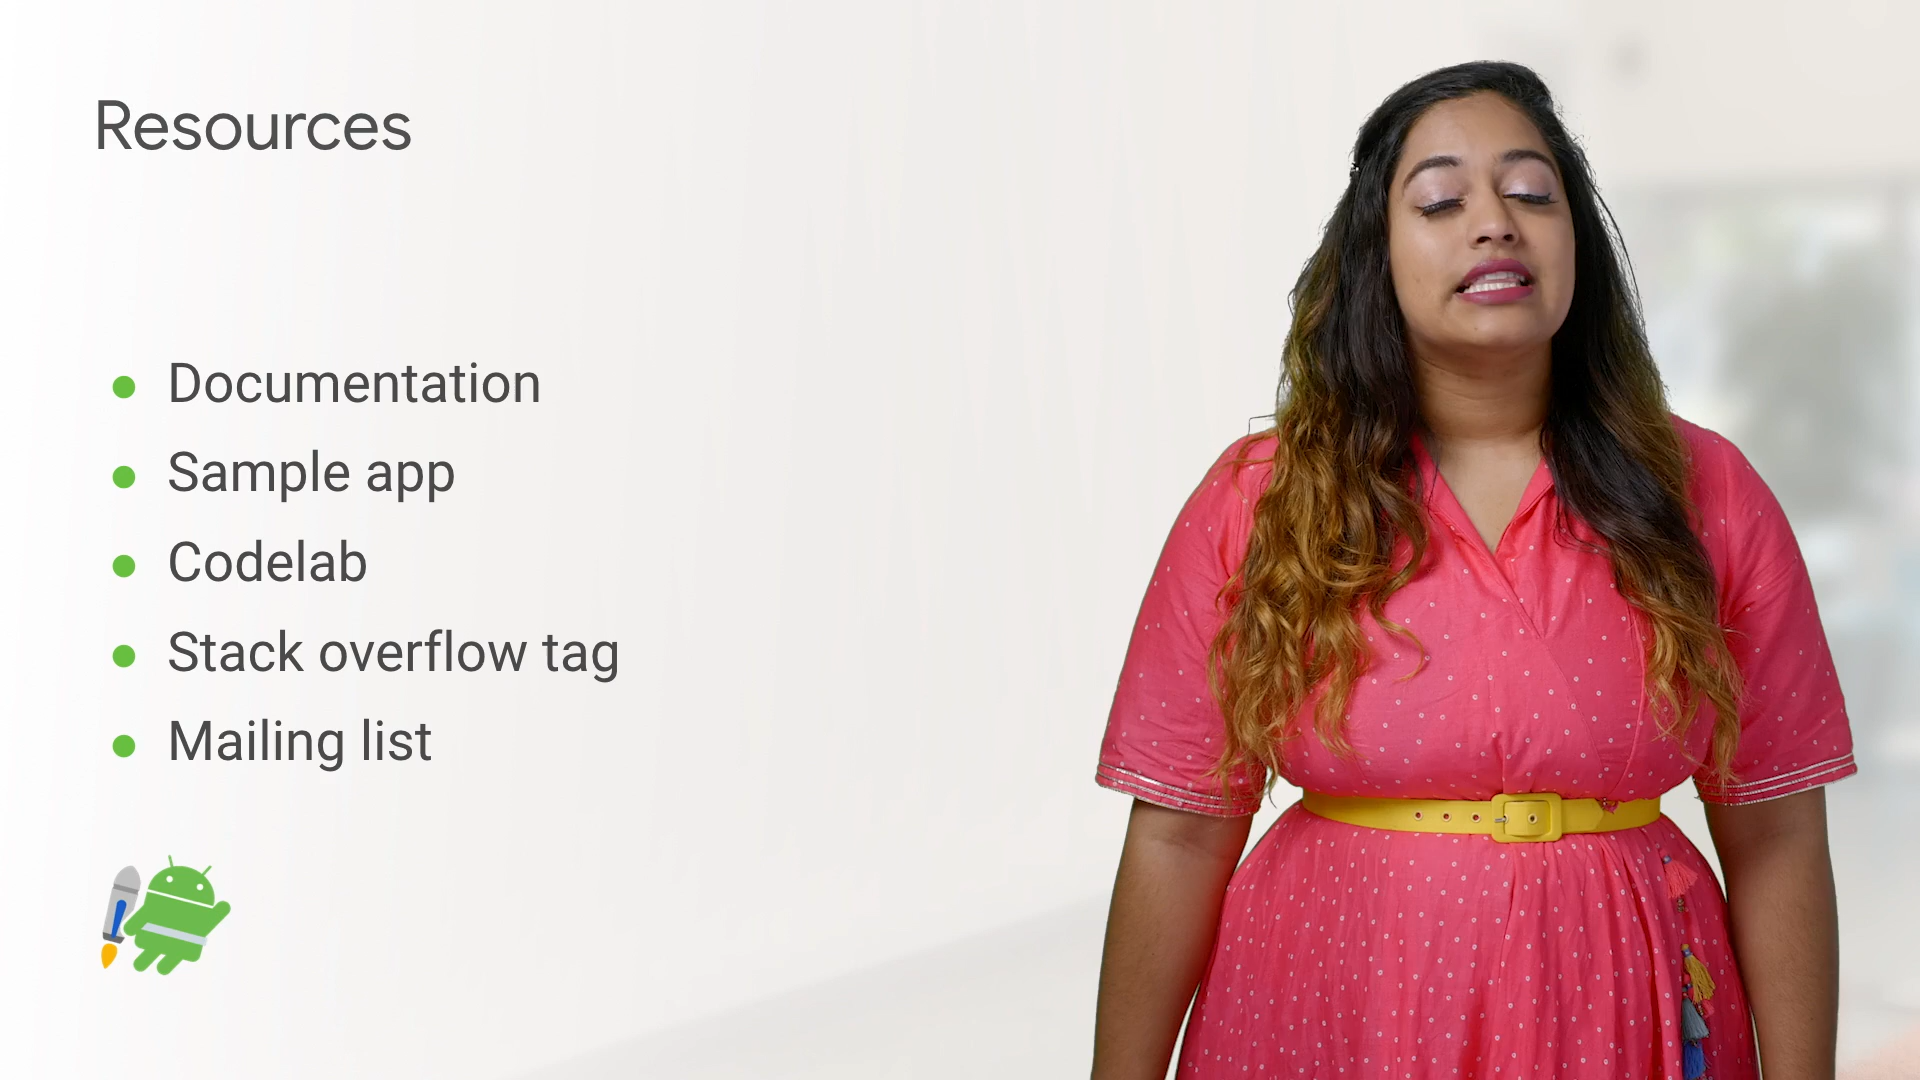 Resources
Documentation
Sample app
Codelab
Stack overflow tag
Mailing list